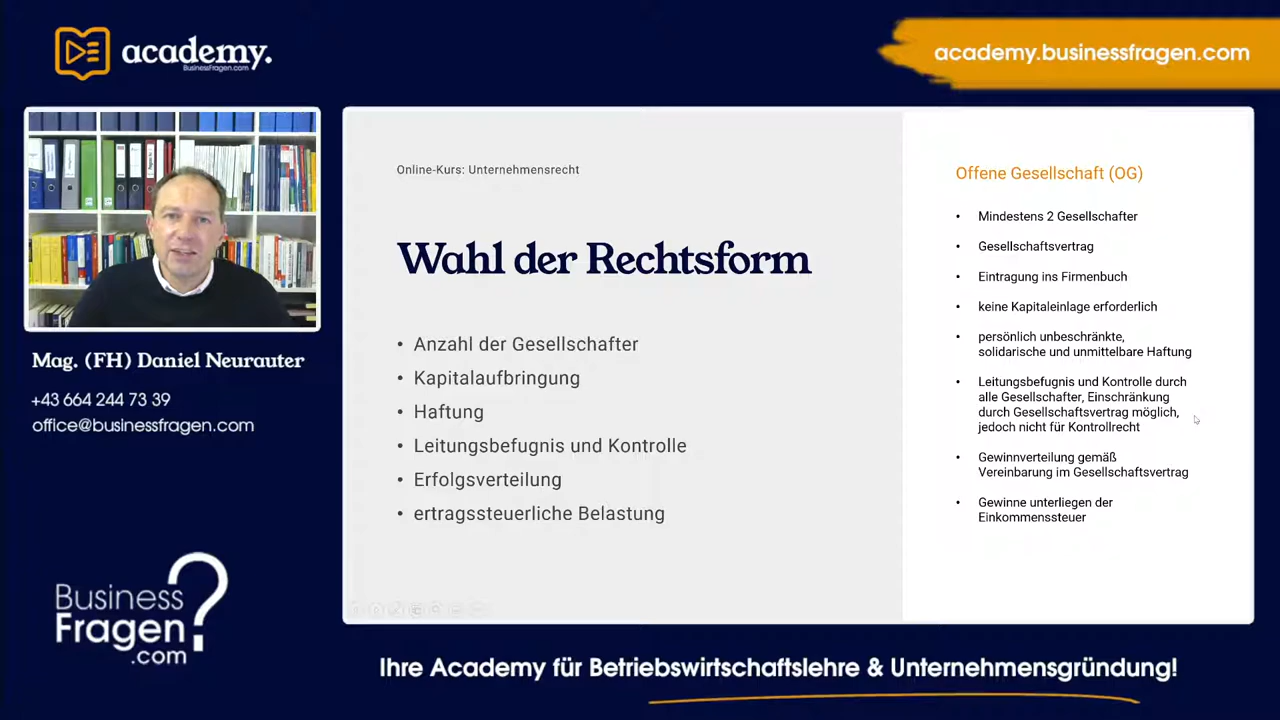 academy.
BusinessFragen.com
academy.businessfragen.com
Mag. (FH) Daniel Neurauter
+43 664 244 73 39
office@businessfragen.com
Business
Fragen
.com
?
Online-Kurs: Unternehmensrecht
Wahl der Rechtsform
• Anzahl der Gesellschafter
• Kapitalaufbringung
• Haftung
• Leitungsbefugnis und Kontrolle
• Erfolgsverteilung
• ertragssteuerliche Belastung
Offene Gesellschaft (OG)
• Mindestens 2 Gesellschafter
• Gesellschaftsvertrag
• Eintragung ins Firmenbuch
• keine Kapitaleinlage erforderlich
• persönlich unbeschränkte,
solidarische und unmittelbare Haftung
• Leitungsbefugnis und Kontrolle durch
alle Gesellschafter, Einschränkung
durch Gesellschaftsvertrag möglich,
jedoch nicht für Kontrollrecht
• Gewinnverteilung gemäß
Vereinbarung im Gesellschaftsvertrag
• Gewinne unterliegen der
Einkommenssteuer
Ihre Academy für Betriebswirtschaftslehre & Unternehmensgründung!